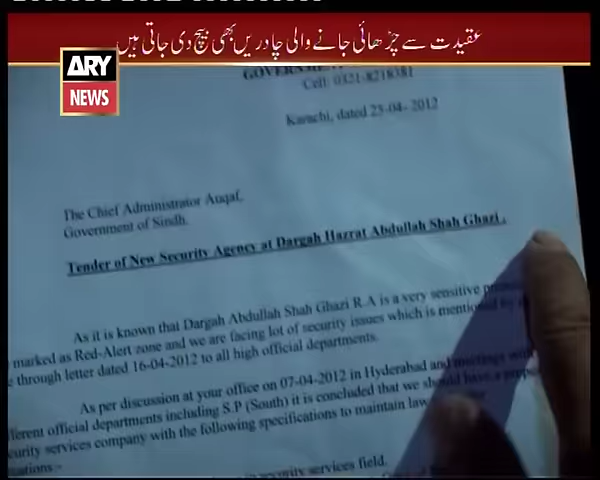 عقیدت سے چڑھائی جانے والی چادریں بھی بیچ دی جاتی ہیں
ARY
NEWS
Cell: 0321-8218381
Karachi, dated 25-04- 2012
The Chief Administrator Auqaf,
Government of Sindh.
Tender of New Security Agency at Dargah Hazrat Abdullah Shah Ghazi .
As it is known that Dargah Abdullah Shah Ghazi R.A is a very sensitive
marked as Red-Alert zone and we are facing lot of security issues which is mentioned by
through letter dated 16-04-2012 to all high official departments.
As per discussion at your office on 07-04-2012 in Hyderabad and meetings with
official departments including S.P (South) it is concluded that we should have a
services company with the following specifications to maintain law
security services field.